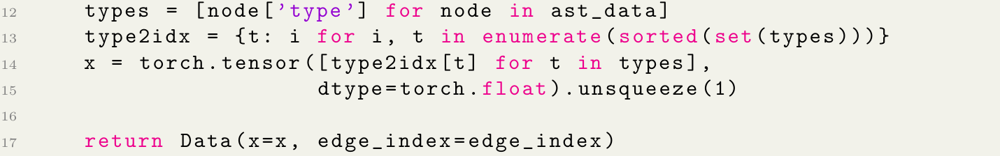 12 types = [node['type'] for node in ast_data]
13 type2idx = {t: i for i, t in enumerate(sorted(set(types)))}
14 x = torch.tensor([type2idx[t] for t in types],
15 dtype=torch.float).unsqueeze(1)
16
17 return Data(x=x, edge_index=edge_index)